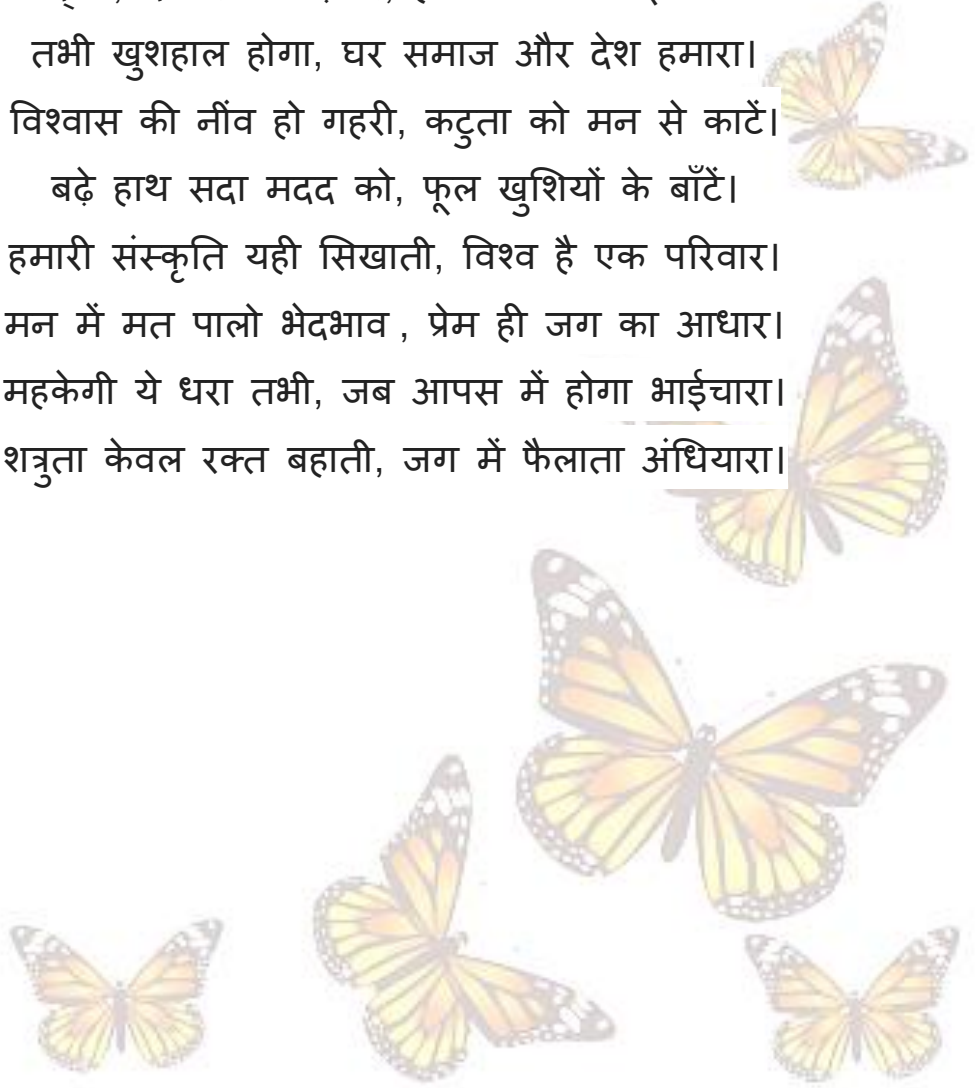 तभी खुशहाल होगा, घर समाज और देश हमारा।
विश्वास की नींव हो गहरी, कटुता को मन से काटें।
बढ़े हाथ सदा मदद को, फूल खुशियों के बाँटें।
हमारी संस्कृति यही सिखाती, विश्व है एक परिवार।
मन में मत पालो भेदभाव , प्रेम ही जग का आधार।
महकेगी ये धरा तभी, जब आपस में होगा भाईचारा।
शत्रुता केवल रक्त बहाती, जग में फैलाता अंधियारा।